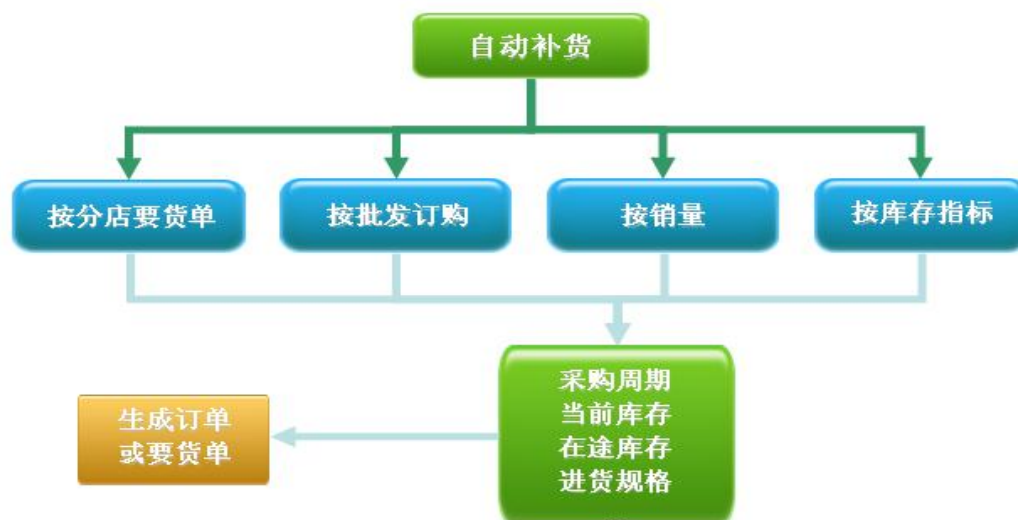 自动补货
按分店要货单
按批发订购
按销量
按库存指标
采购周期
当前库存
在途库存
进货规格
生成订单
或要货单